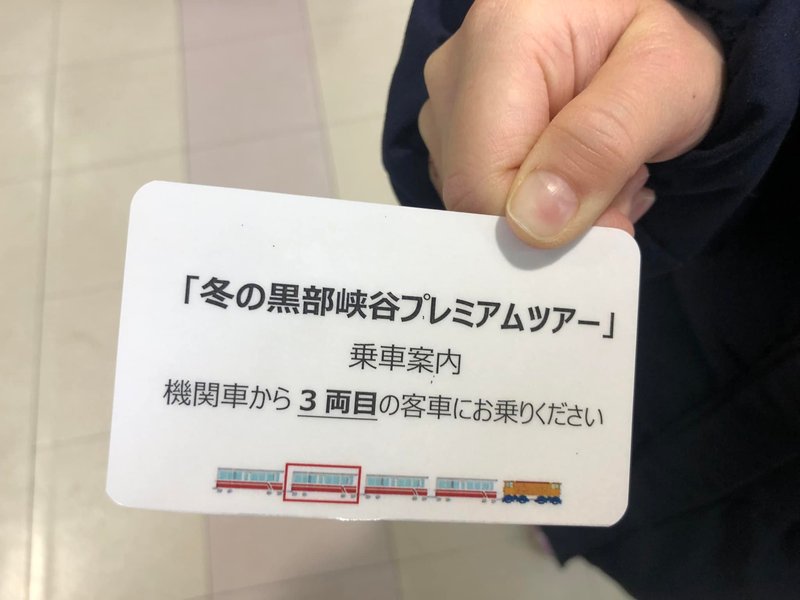 「冬の黒部峡谷プレミアムツアー」
乗車案内
機関車から 3 両目の客車にお乗りください